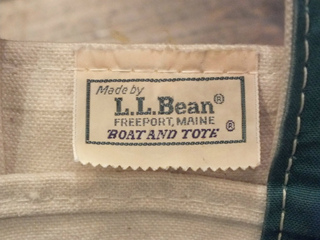 Made by
L.L.Bean®
FREEPORT, MAINE
"BOAT AND TOTE" ®